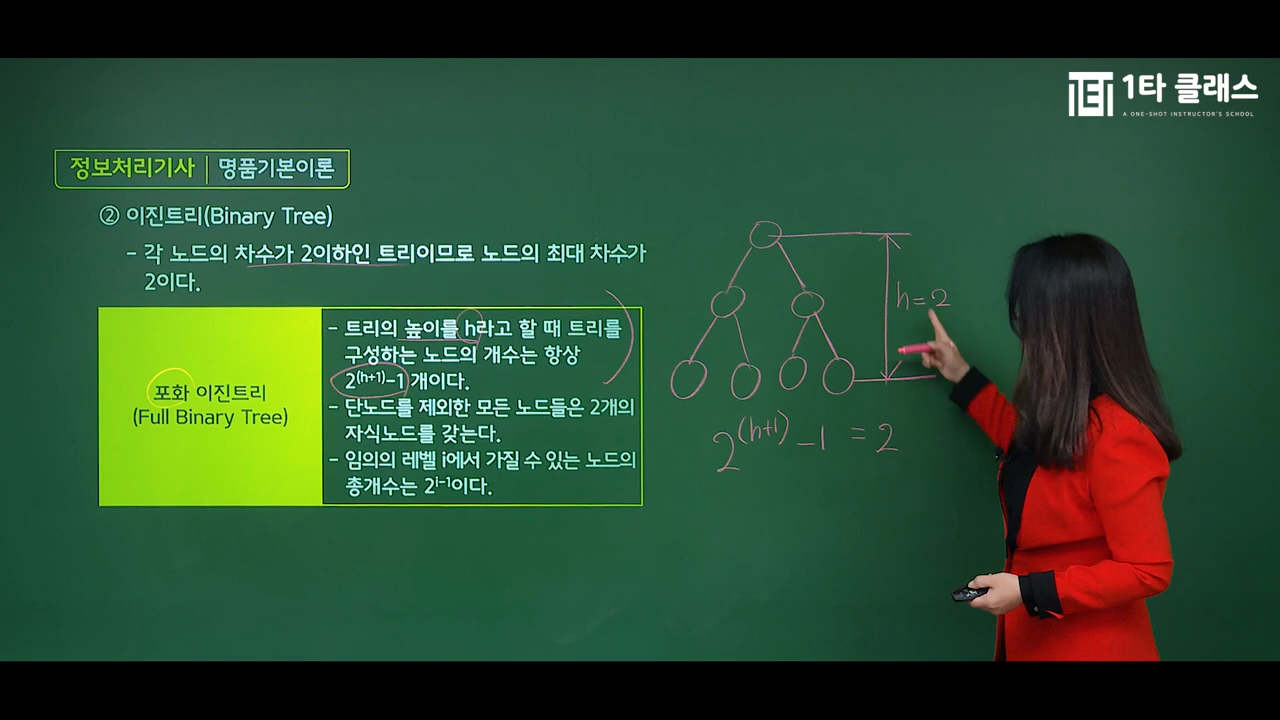 1타 클래스
A ONE-SHOT INSTRUCTOR'S SCHOOL
정보처리기사 | 명품기본이론
② 이진트리(Binary Tree)
- 각 노드의 차수가 2이하인 트리이므로 노드의 최대 차수가
2이다.
포화 이진트리
(Full Binary Tree)
- 트리의 높이를 h라고 할 때 트리를
구성하는 노드의 개수는 항상
2⁽ʰ⁺¹⁾-1 개이다.
- 단노드를 제외한 모든 노드들은 2개의
자식노드를 갖는다.
- 임의의 레벨 i에서 가질 수 있는 노드의
총개수는 2ⁱ⁻¹이다.
h=2
2⁽ʰ⁺¹⁾-1 = 2